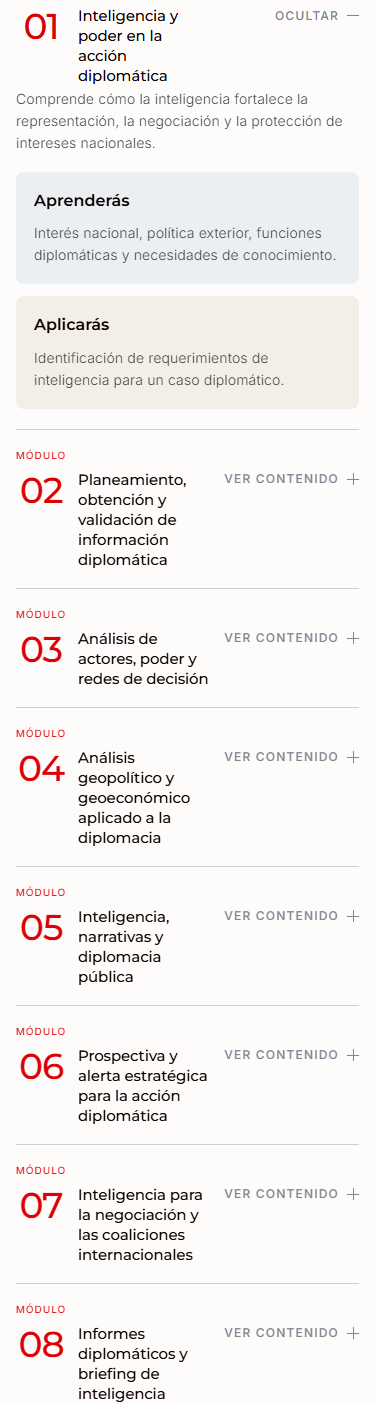 01
Inteligencia y
poder en la
acción
diplomática
OCULTAR
Comprende cómo la inteligencia fortalece la
representación, la negociación y la protección de
intereses nacionales.
Aprenderás
Interés nacional, política exterior, funciones
diplomáticas y necesidades de conocimiento.
Aplicarás
Identificación de requerimientos de
inteligencia para un caso diplomático.
MÓDULO
02
Planeamiento,
obtención y
validación de
información
diplomática
VER CONTENIDO
MÓDULO
03
Análisis de
actores, poder y
redes de decisión
VER CONTENIDO
MÓDULO
04
Análisis
geopolítico y
geoeconómico
aplicado a la
diplomacia
VER CONTENIDO
MÓDULO
05
Inteligencia,
narrativas y
diplomacia
pública
VER CONTENIDO
MÓDULO
06
Prospectiva y
alerta estratégica
para la acción
diplomática
VER CONTENIDO
MÓDULO
07
Inteligencia para
la negociación y
las coaliciones
internacionales
VER CONTENIDO
MÓDULO
08
Informes
diplomáticos y
briefing de
inteligencia
VER CONTENIDO